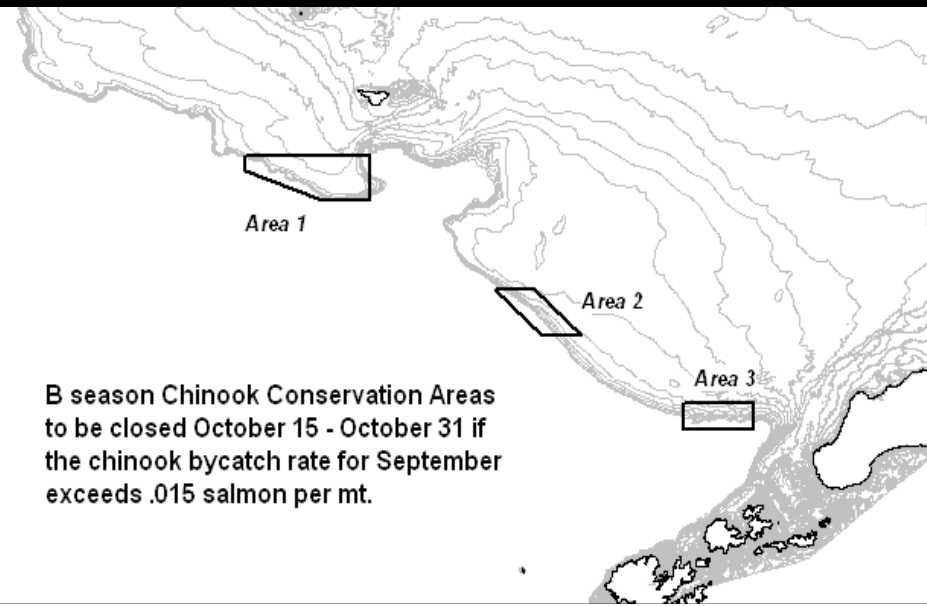 Area 1
Area 2
Area 3
B season Chinook Conservation Areas
to be closed October 15 - October 31 if
the chinook bycatch rate for September
exceeds .015 salmon per mt.